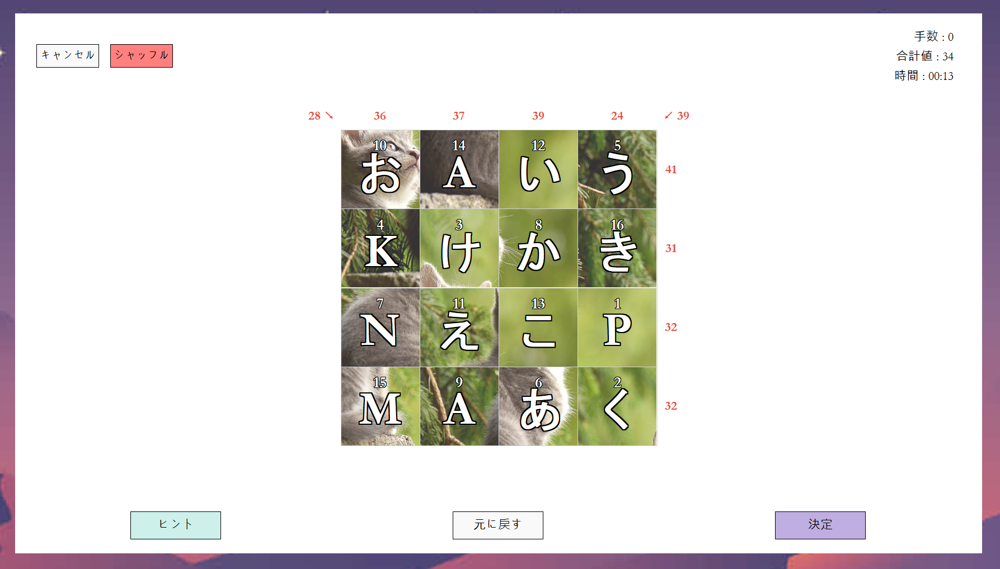 手数 : 0
キャンセル シャッフル
合計値 : 34
時間 : 00:13
28 ↘ 36 37 39 24 ↙ 39
10 14 12 5
お A い う 41
4 3 8 16
K け か き 31
7 11 13 1
N え こ P 32
15 9 6 2
M A あ く 32
ヒント 元に戻す 決定